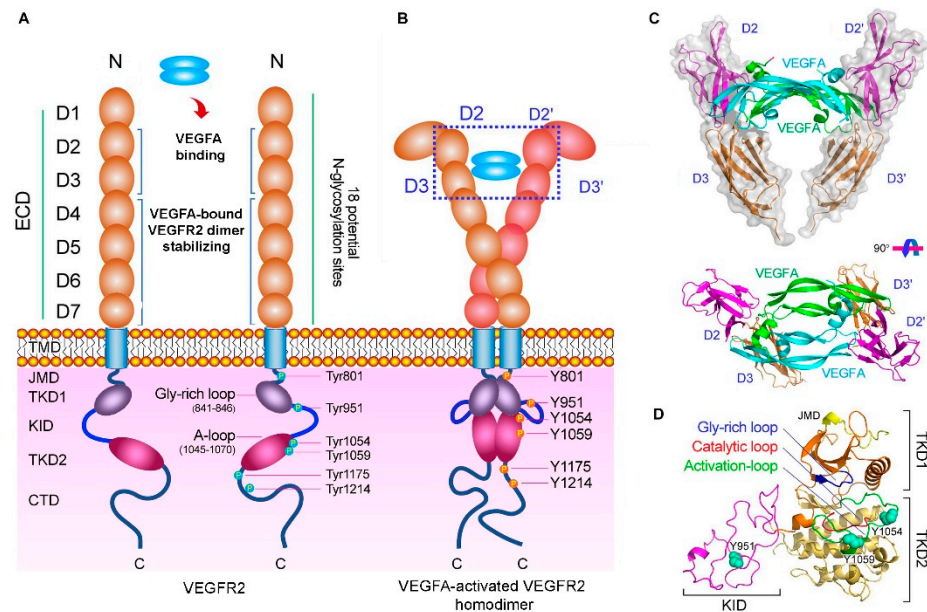 A
N
N
D1
D2
D3
D4
D5
D6
D7
ECD
VEGFA
binding
VEGFA-bound
VEGFR2 dimer
stabilizing
18 potential
N-glycosylation sites
TMD
JMD
TKD1
KID
TKD2
CTD
Gly-rich loop
(841-846)
A-loop
(1045-1070)
Tyr801
Tyr951
Tyr1054
Tyr1059
Tyr1175
Tyr1214
P
P
P
P
P
P
C
C
VEGFR2
B
D2
D2'
D3
D3'
Y801
Y951
Y1054
Y1059
Y1175
Y1214
P
P
P
P
P
P
C
C
VEGFA-activated VEGFR2
homodimer
C
D2
D2'
VEGFA
VEGFA
D3
D3'
90°
VEGFA
D3'
D2
D2'
D3
VEGFA
D
JMD
Gly-rich loop
Catalytic loop
Activation-loop
TKD1
TKD2
Y951
Y1054
Y1059
KID